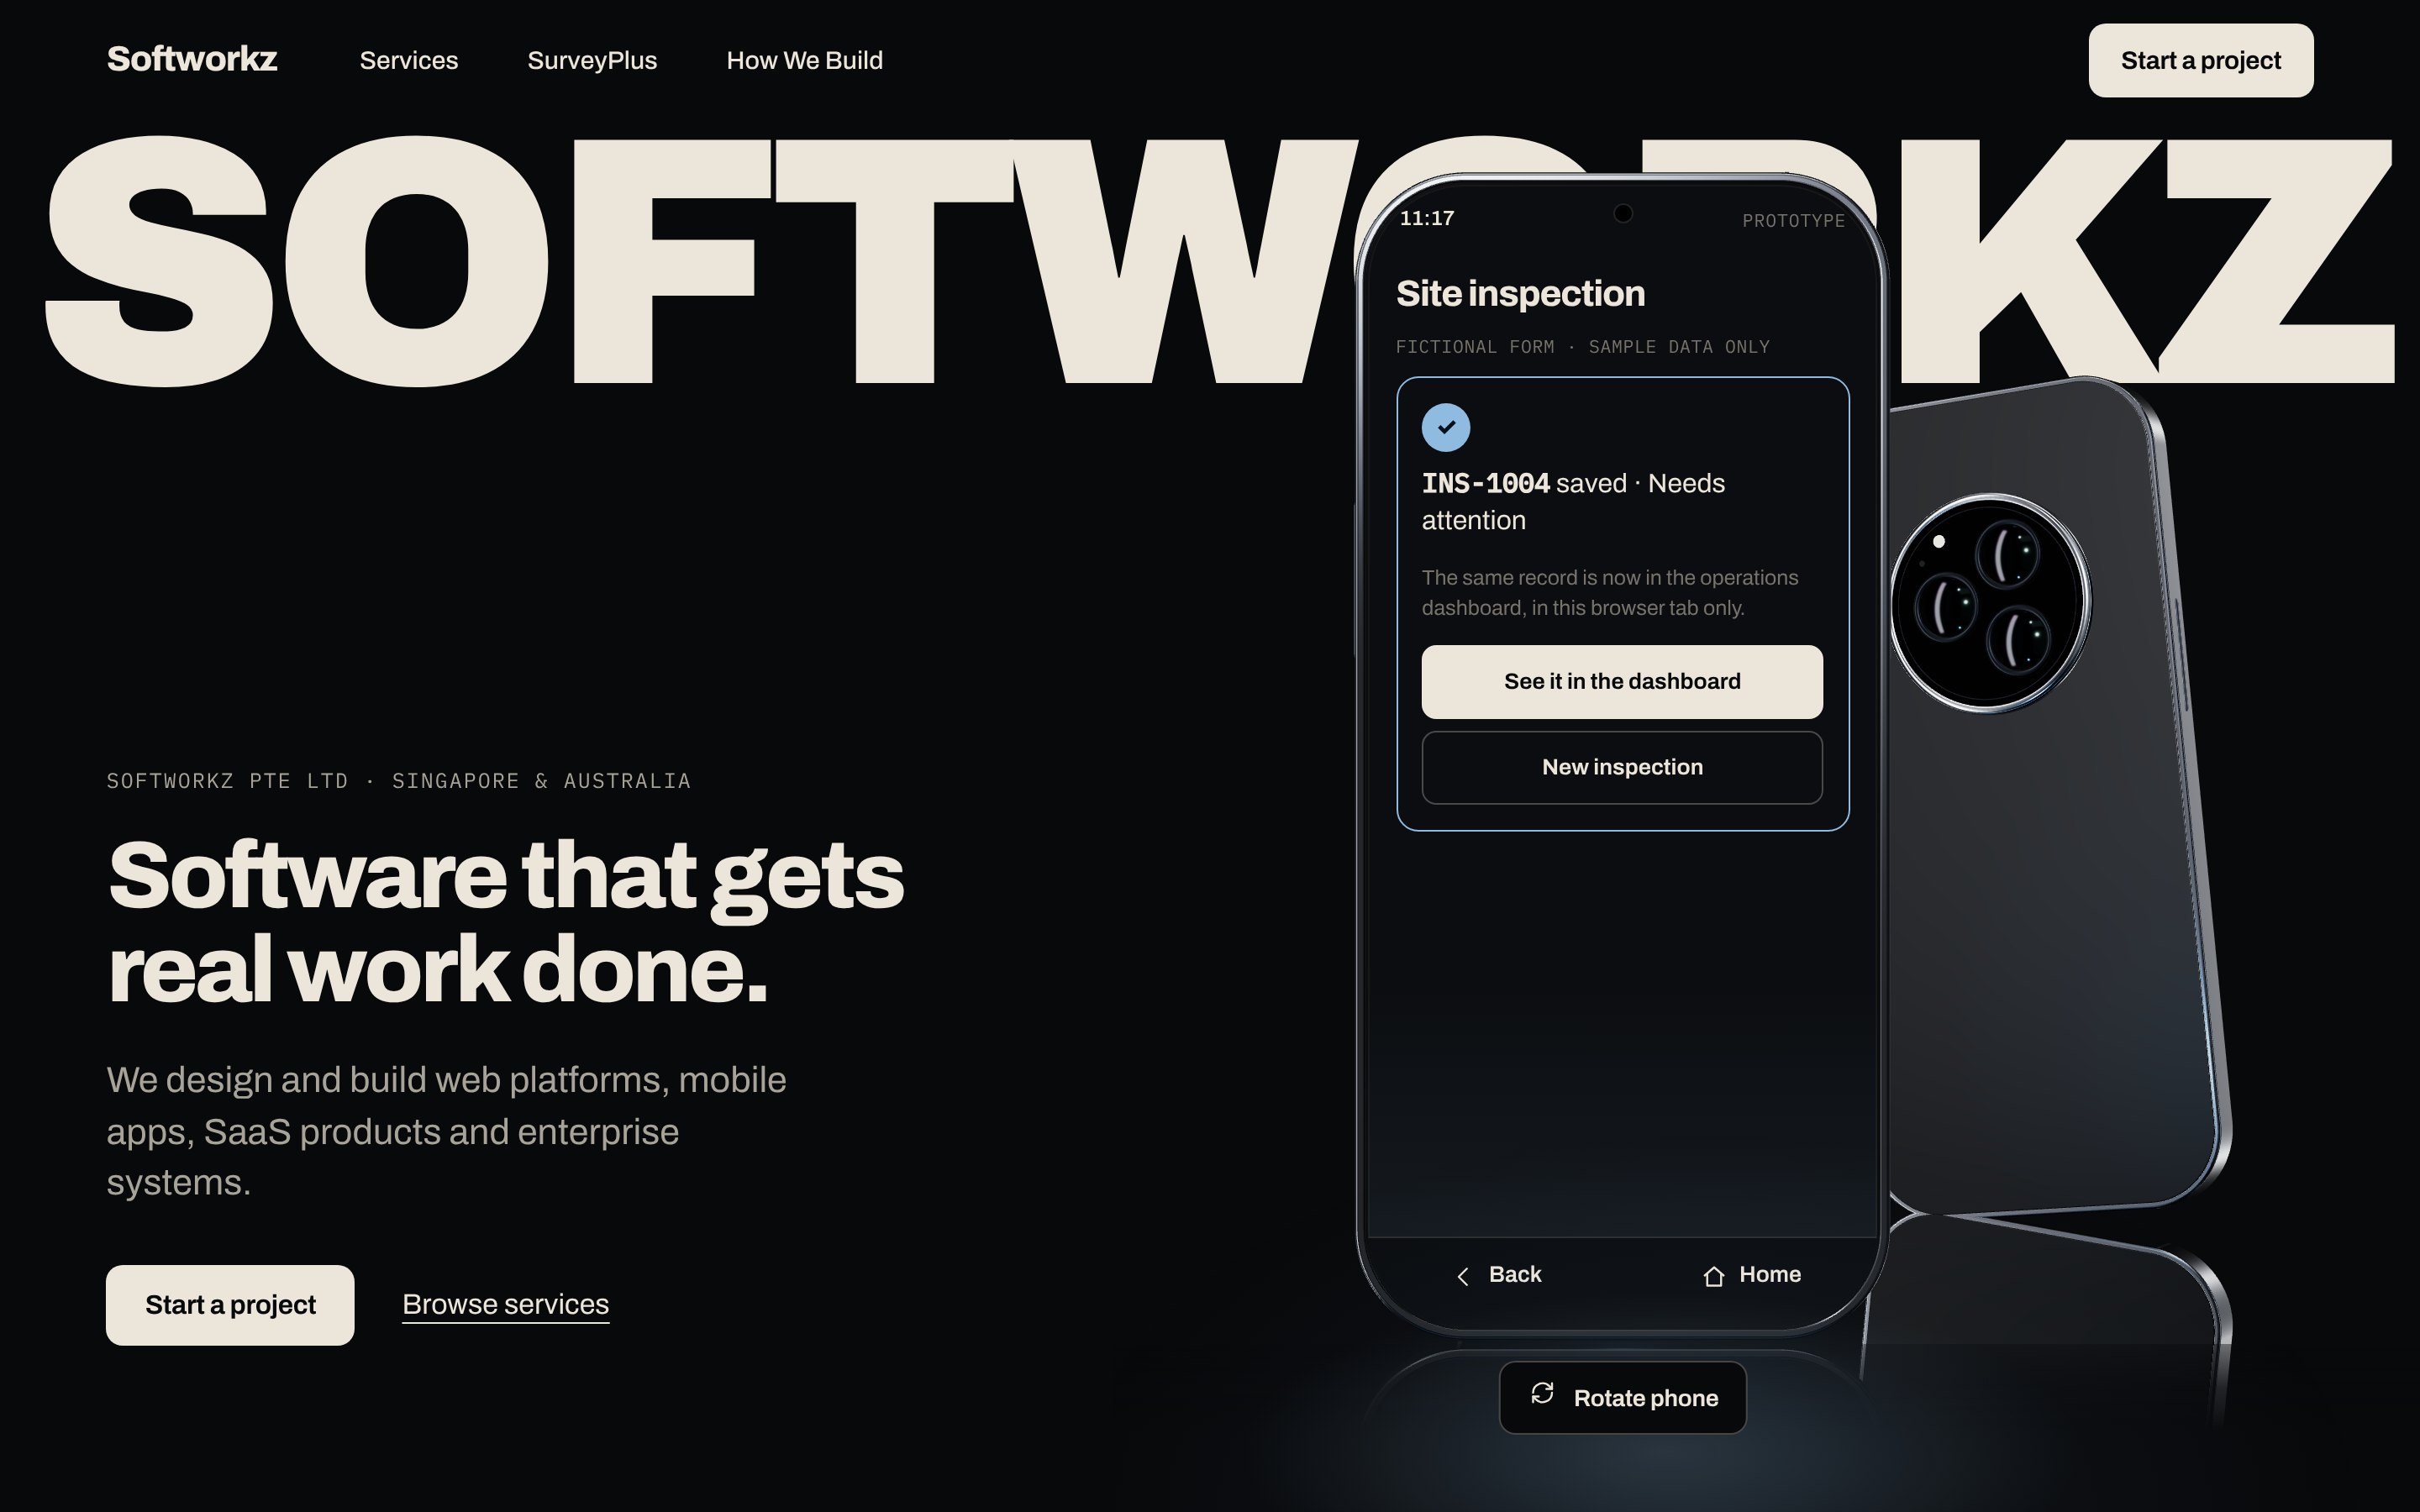 Softworkz
Services
SurveyPlus
How We Build
Start a project
SOFTWORKZ
11:17
PROTOTYPE
Site inspection
FICTIONAL FORM · SAMPLE DATA ONLY
INS-1004 saved · Needs
attention
The same record is now in the operations
dashboard, in this browser tab only.
See it in the dashboard
New inspection
Back
Home
Rotate phone
SOFTWORKZ PTE LTD · SINGAPORE & AUSTRALIA
Software that gets
real work done.
We design and build web platforms, mobile
apps, SaaS products and enterprise
systems.
Start a project
Browse services